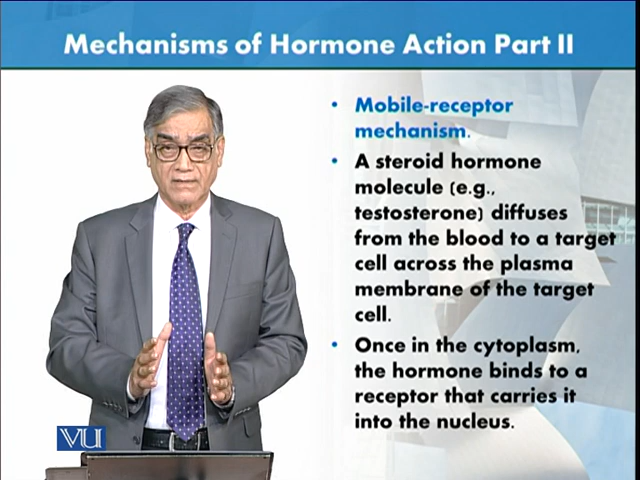 Mechanisms of Hormone Action Part II
• Mobile-receptor
mechanism.
• A steroid hormone
molecule (e.g.,
testosterone) diffuses
from the blood to a target
cell across the plasma
membrane of the target
cell.
• Once in the cytoplasm,
the hormone binds to a
receptor that carries it
into the nucleus.
VU